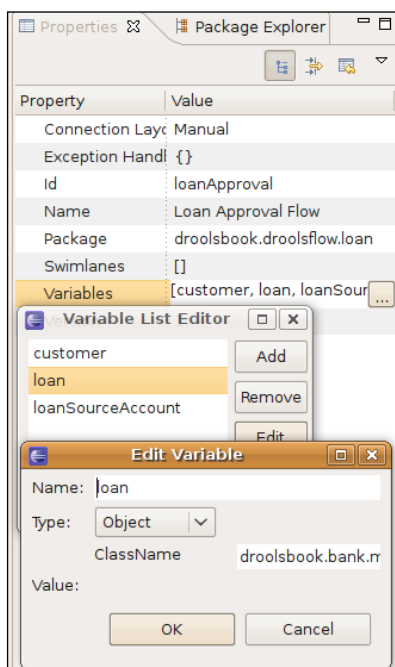 Properties Package Explorer
Property Value
Connection Layo Manual
Exception Handl {}
Id loanApproval
Name Loan Approval Flow
Package droolsbook.droolsflow.loan
Swimlanes []
Variables [customer, loan, loanSour ...
Variable List Editor
customer Add
loan
Remove
loanSourceAccount
Edit
Edit Variable
Name: loan
Type: Object
ClassName droolsbook.bank.m
Value:
OK Cancel